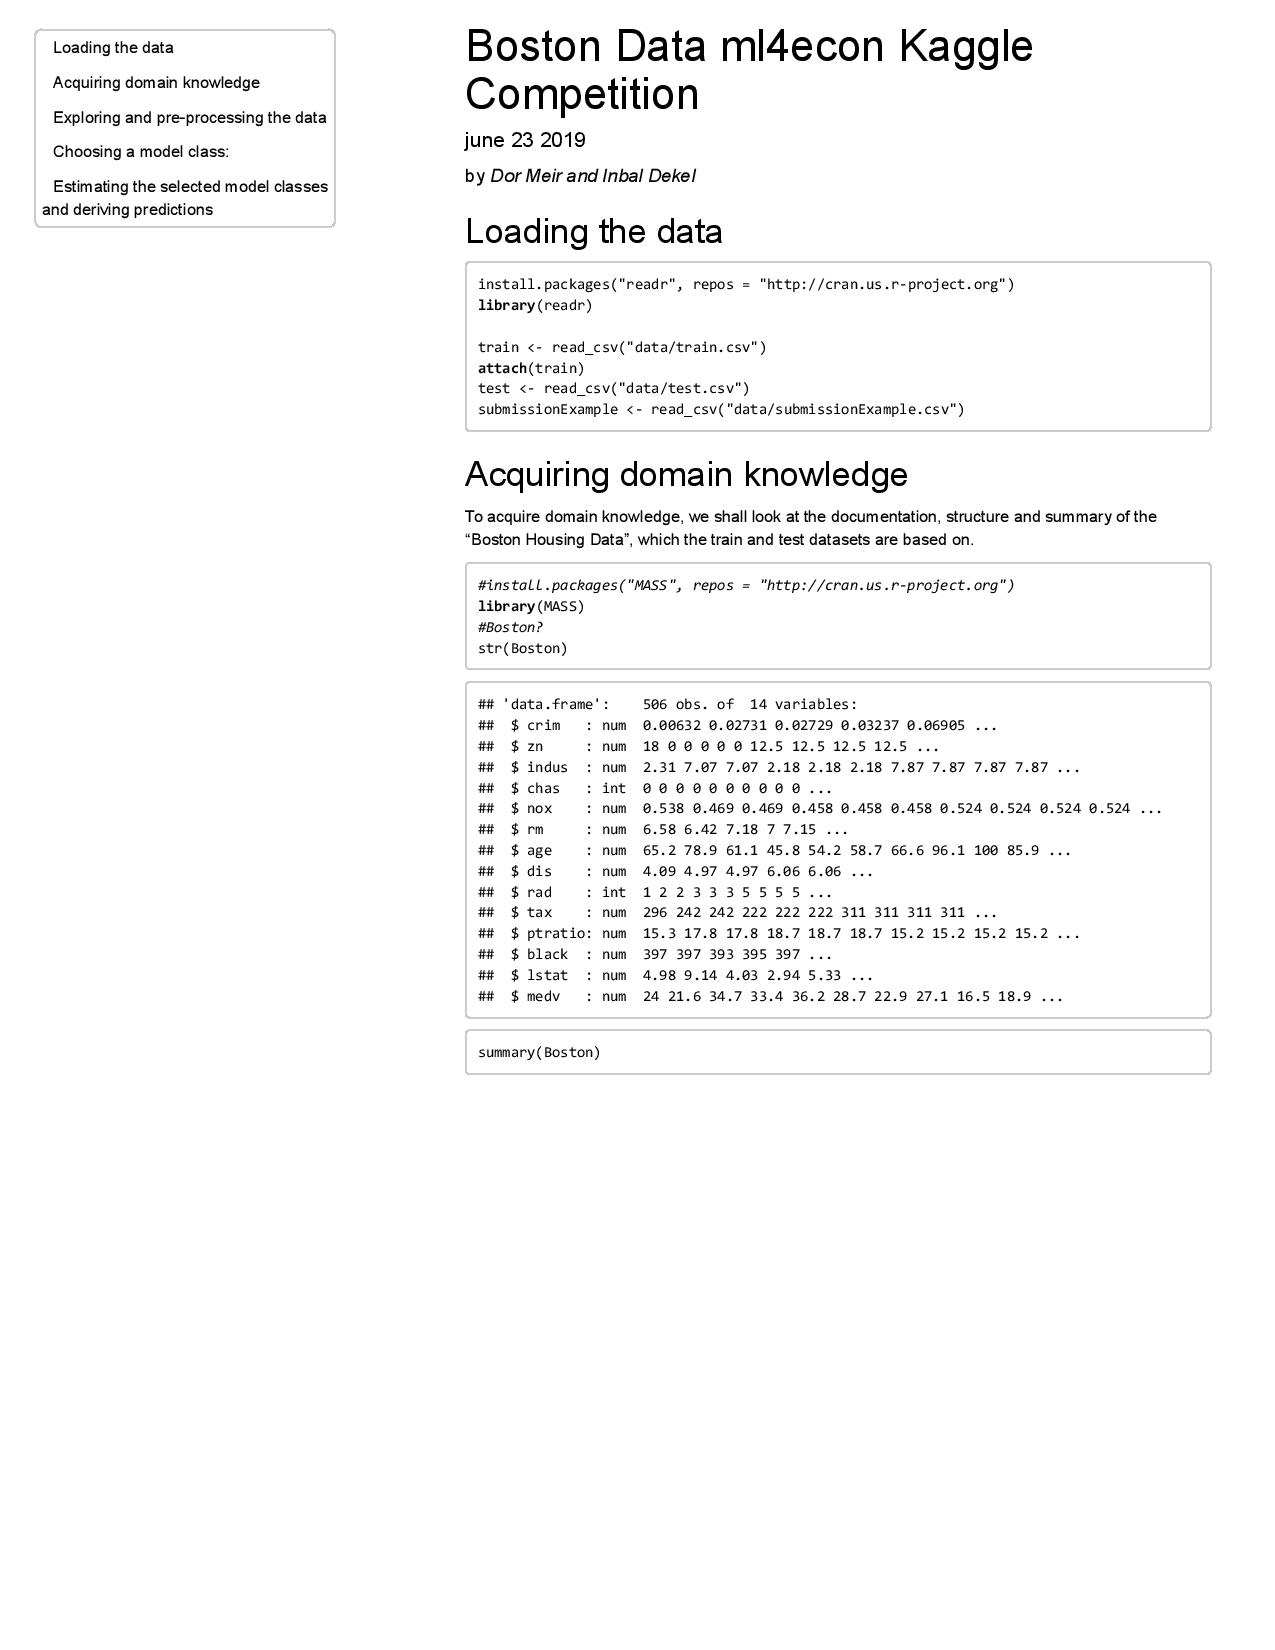 Loading the data
Acquiring domain knowledge
Exploring and pre-processing the data
Choosing a model class:
Estimating the selected model classes
and deriving predictions
Boston Data ml4econ Kaggle
Competition
june 23 2019
by Dor Meir and Inbal Dekel
Loading the data
install.packages("readr", repos = "http://cran.us.r-project.org")
library(readr)
train <- read_csv("data/train.csv")
attach(train)
test <- read_csv("data/test.csv")
submissionExample <- read_csv("data/submissionExample.csv")
Acquiring domain knowledge
To acquire domain knowledge, we shall look at the documentation, structure and summary of the
“Boston Housing Data”, which the train and test datasets are based on.
#install.packages("MASS", repos = "http://cran.us.r-project.org")
library(MASS)
#Boston?
str(Boston)
## 'data.frame':    506 obs. of  14 variables:
##  $ crim   : num  0.00632 0.02731 0.02729 0.03237 0.06905 ...
##  $ zn     : num  18 0 0 0 0 0 12.5 12.5 12.5 12.5 ...
##  $ indus  : num  2.31 7.07 7.07 2.18 2.18 2.18 7.87 7.87 7.87 7.87 ...
##  $ chas   : int  0 0 0 0 0 0 0 0 0 0 ...
##  $ nox    : num  0.538 0.469 0.469 0.458 0.458 0.458 0.524 0.524 0.524 0.524 ...
##  $ rm     : num  6.58 6.42 7.18 7 7.15 ...
##  $ age    : num  65.2 78.9 61.1 45.8 54.2 58.7 66.6 96.1 100 85.9 ...
##  $ dis    : num  4.09 4.97 4.97 6.06 6.06 ...
##  $ rad    : int  1 2 2 3 3 3 5 5 5 5 ...
##  $ tax    : num  296 242 242 222 222 222 311 311 311 311 ...
##  $ ptratio: num  15.3 17.8 17.8 18.7 18.7 18.7 15.2 15.2 15.2 15.2 ...
##  $ black  : num  397 397 393 395 397 ...
##  $ lstat  : num  4.98 9.14 4.03 2.94 5.33 ...
##  $ medv   : num  24 21.6 34.7 33.4 36.2 28.7 22.9 27.1 16.5 18.9 ...
summary(Boston)